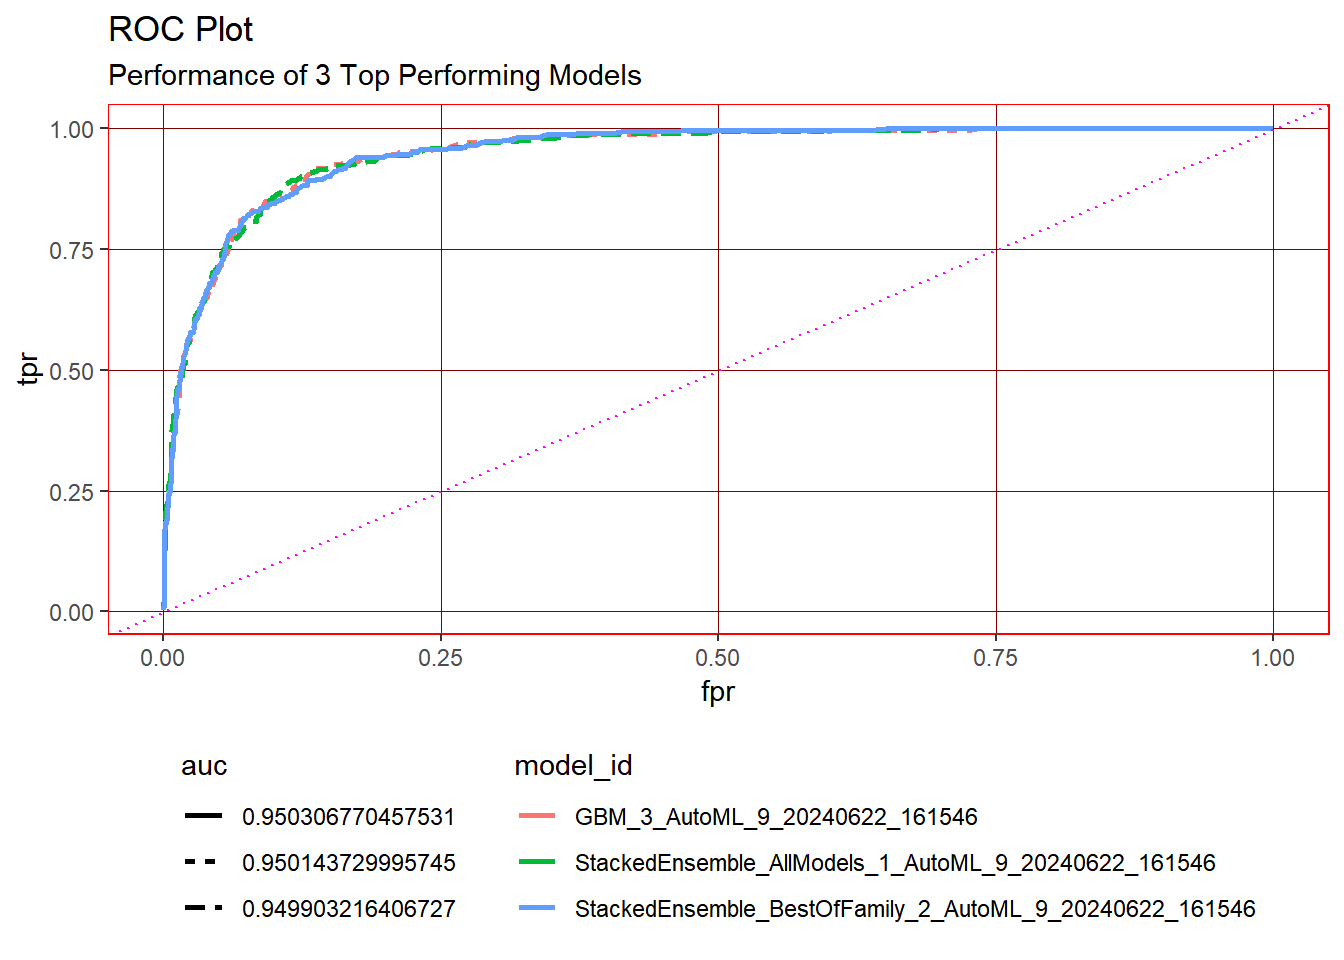 ROC Plot
Performance of 3 Top Performing Models
1.00
0.75
0.50
0.25
0.00
tpr
0.00 0.25 0.50 0.75 1.00
fpr
auc
0.950306770457531
0.950143729995745
0.949903216406727
model_id
GBM_3_AutoML_9_20240622_161546
StackedEnsemble_AllModels_1_AutoML_9_20240622_161546
StackedEnsemble_BestOfFamily_2_AutoML_9_20240622_161546